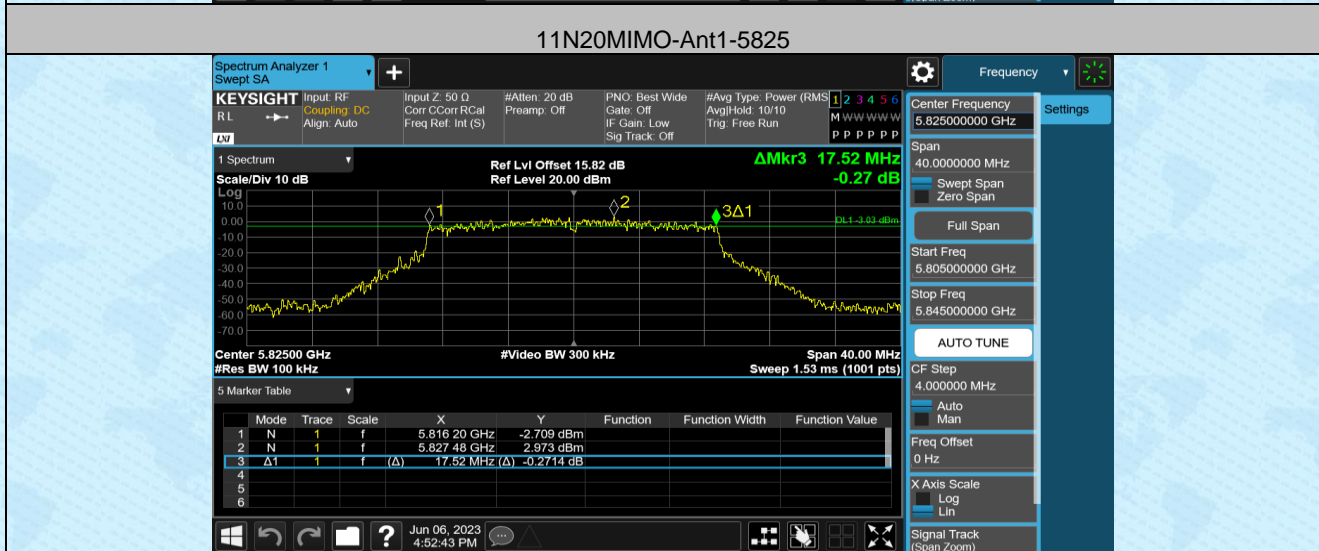 (Span Zoom)
11N20MIMO-Ant1-5825
Spectrum Analyzer 1
Swept SA
Frequency
KEYSIGHT
RL
LXI
Input: RF
Coupling: DC
Align: Auto
Input Z: 50 Ω
Corr CCorr RCal
Freq Ref: Int (S)
#Atten: 20 dB
Preamp: Off
PNO: Best Wide
Gate: Off
IF Gain: Low
Sig Track: Off
#Avg Type: Power (RMS
Avg|Hold: 10/10
Trig: Free Run
1 2 3 4 5 6
M W W W W W
P P P P P P
1 Spectrum
Scale/Div 10 dB
Ref Lvl Offset 15.82 dB
Ref Level 20.00 dBm
ΔMkr3 17.52 MHz
-0.27 dB
Log
10.0
0.00
-10.0
-20.0
-30.0
-40.0
-50.0
-60.0
-70.0
1
2
3Δ1
DL1 -3.03 dBm
Center 5.82500 GHz
#Res BW 100 kHz
#Video BW 300 kHz
Span 40.00 MHz
Sweep 1.53 ms (1001 pts)
5 Marker Table
Mode Trace Scale X Y Function Function Width Function Value
1 N 1 f 5.816 20 GHz -2.709 dBm
2 N 1 f 5.827 48 GHz 2.973 dBm
3 Δ1 1 f (Δ) 17.52 MHz (Δ) -0.2714 dB
4
5
6
?
Jun 06, 2023
4:52:43 PM
Center Frequency
5.825000000 GHz
Settings
Span
40.0000000 MHz
Swept Span
Zero Span
Full Span
Start Freq
5.805000000 GHz
Stop Freq
5.845000000 GHz
AUTO TUNE
CF Step
4.000000 MHz
Auto
Man
Freq Offset
0 Hz
X Axis Scale
Log
Lin
Signal Track
(Span Zoom)